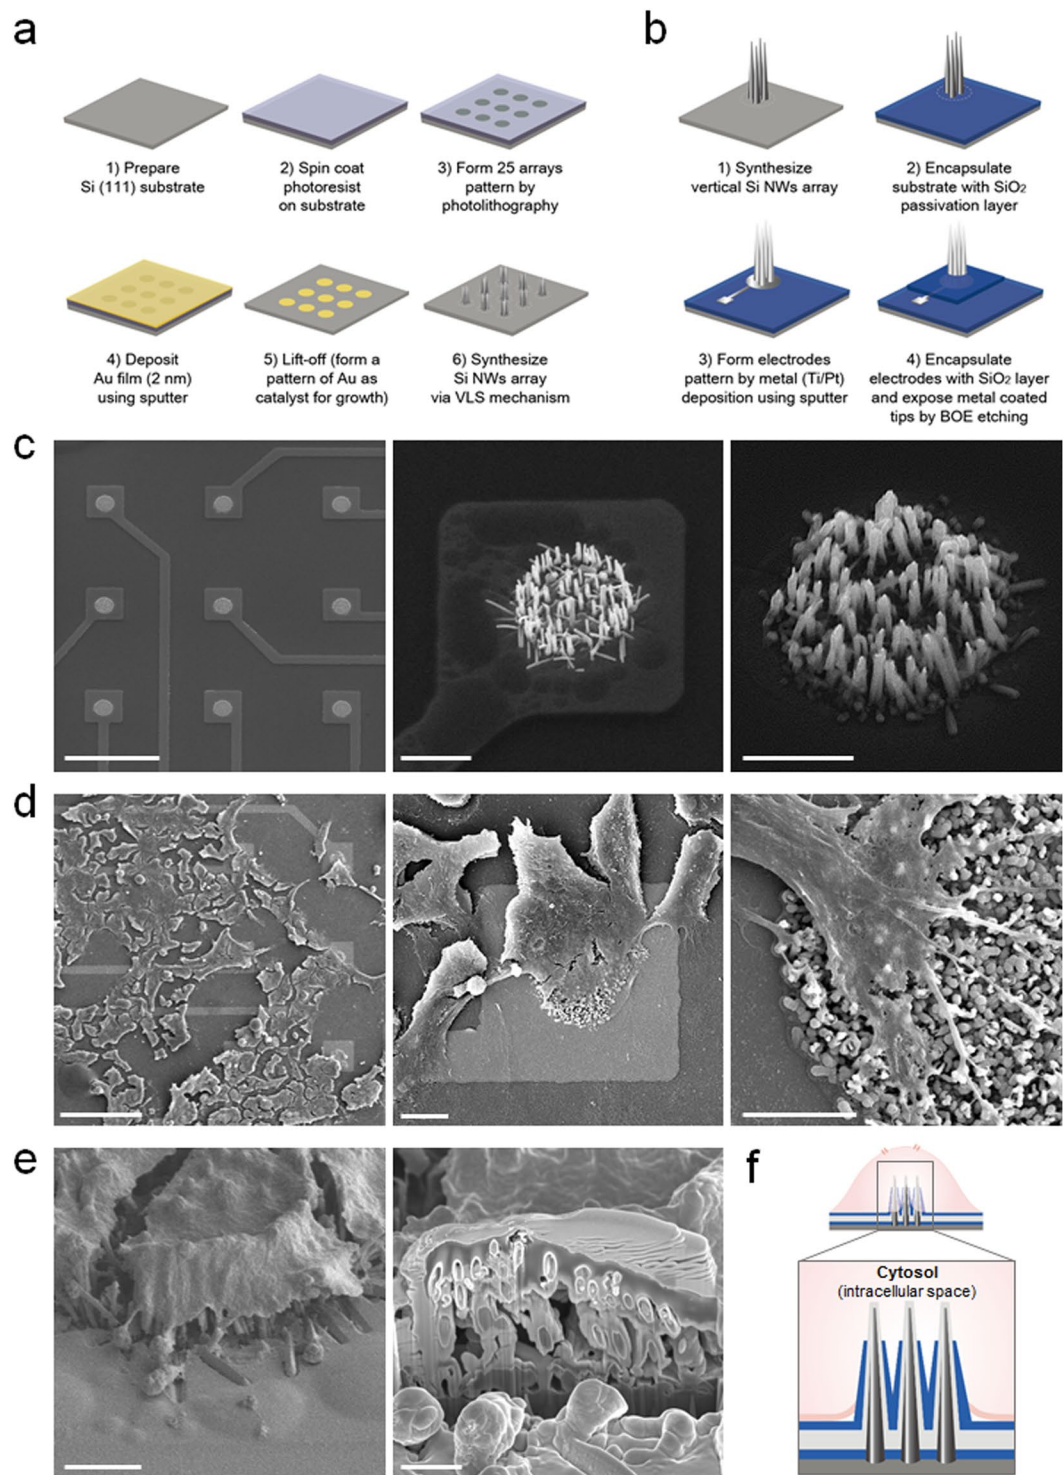 a
b
1) Prepare
Si (111) substrate
2) Spin coat
photoresist
on substrate
3) Form 25 arrays
pattern by
photolithography
1) Synthesize
vertical Si NWs array
2) Encapsulate
substrate with SiO₂
passivation layer
4) Deposit
Au film (2 nm)
using sputter
5) Lift-off (form a
pattern of Au as
catalyst for growth)
6) Synthesize
Si NWs array
via VLS mechanism
3) Form electrodes
pattern by metal (Ti/Pt)
deposition using sputter
4) Encapsulate
electrodes with SiO₂ layer
and expose metal coated
tips by BOE etching
c
d
e
f
Cytosol
(intracellular space)